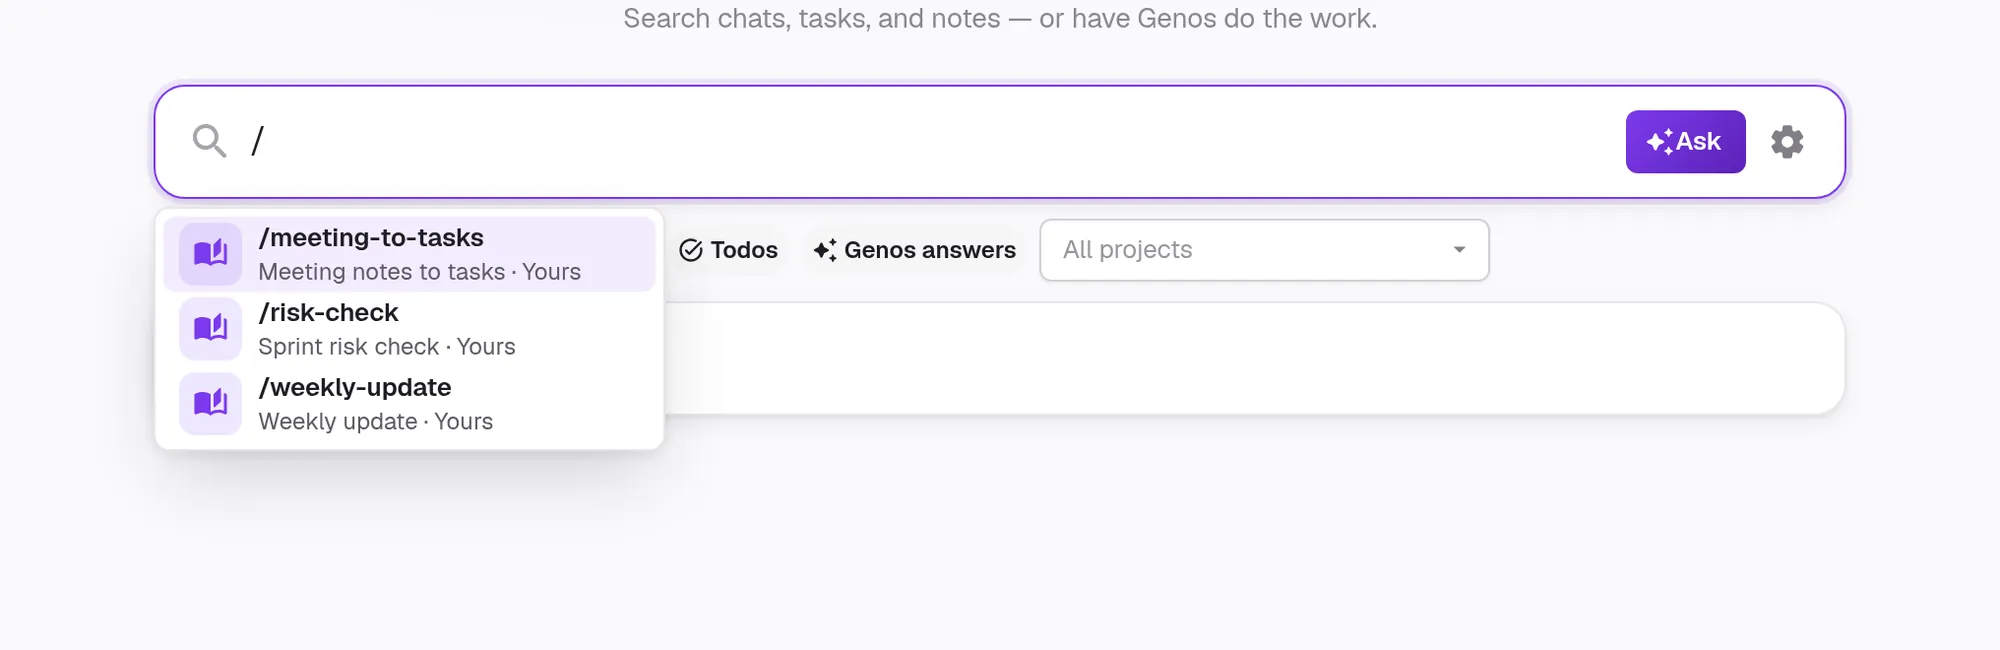 Search chats, tasks, and notes — or have Genos do the work.
/
Ask
/meeting-to-tasks
Meeting notes to tasks · Yours
/risk-check
Sprint risk check · Yours
/weekly-update
Weekly update · Yours
Todos
Genos answers
All projects